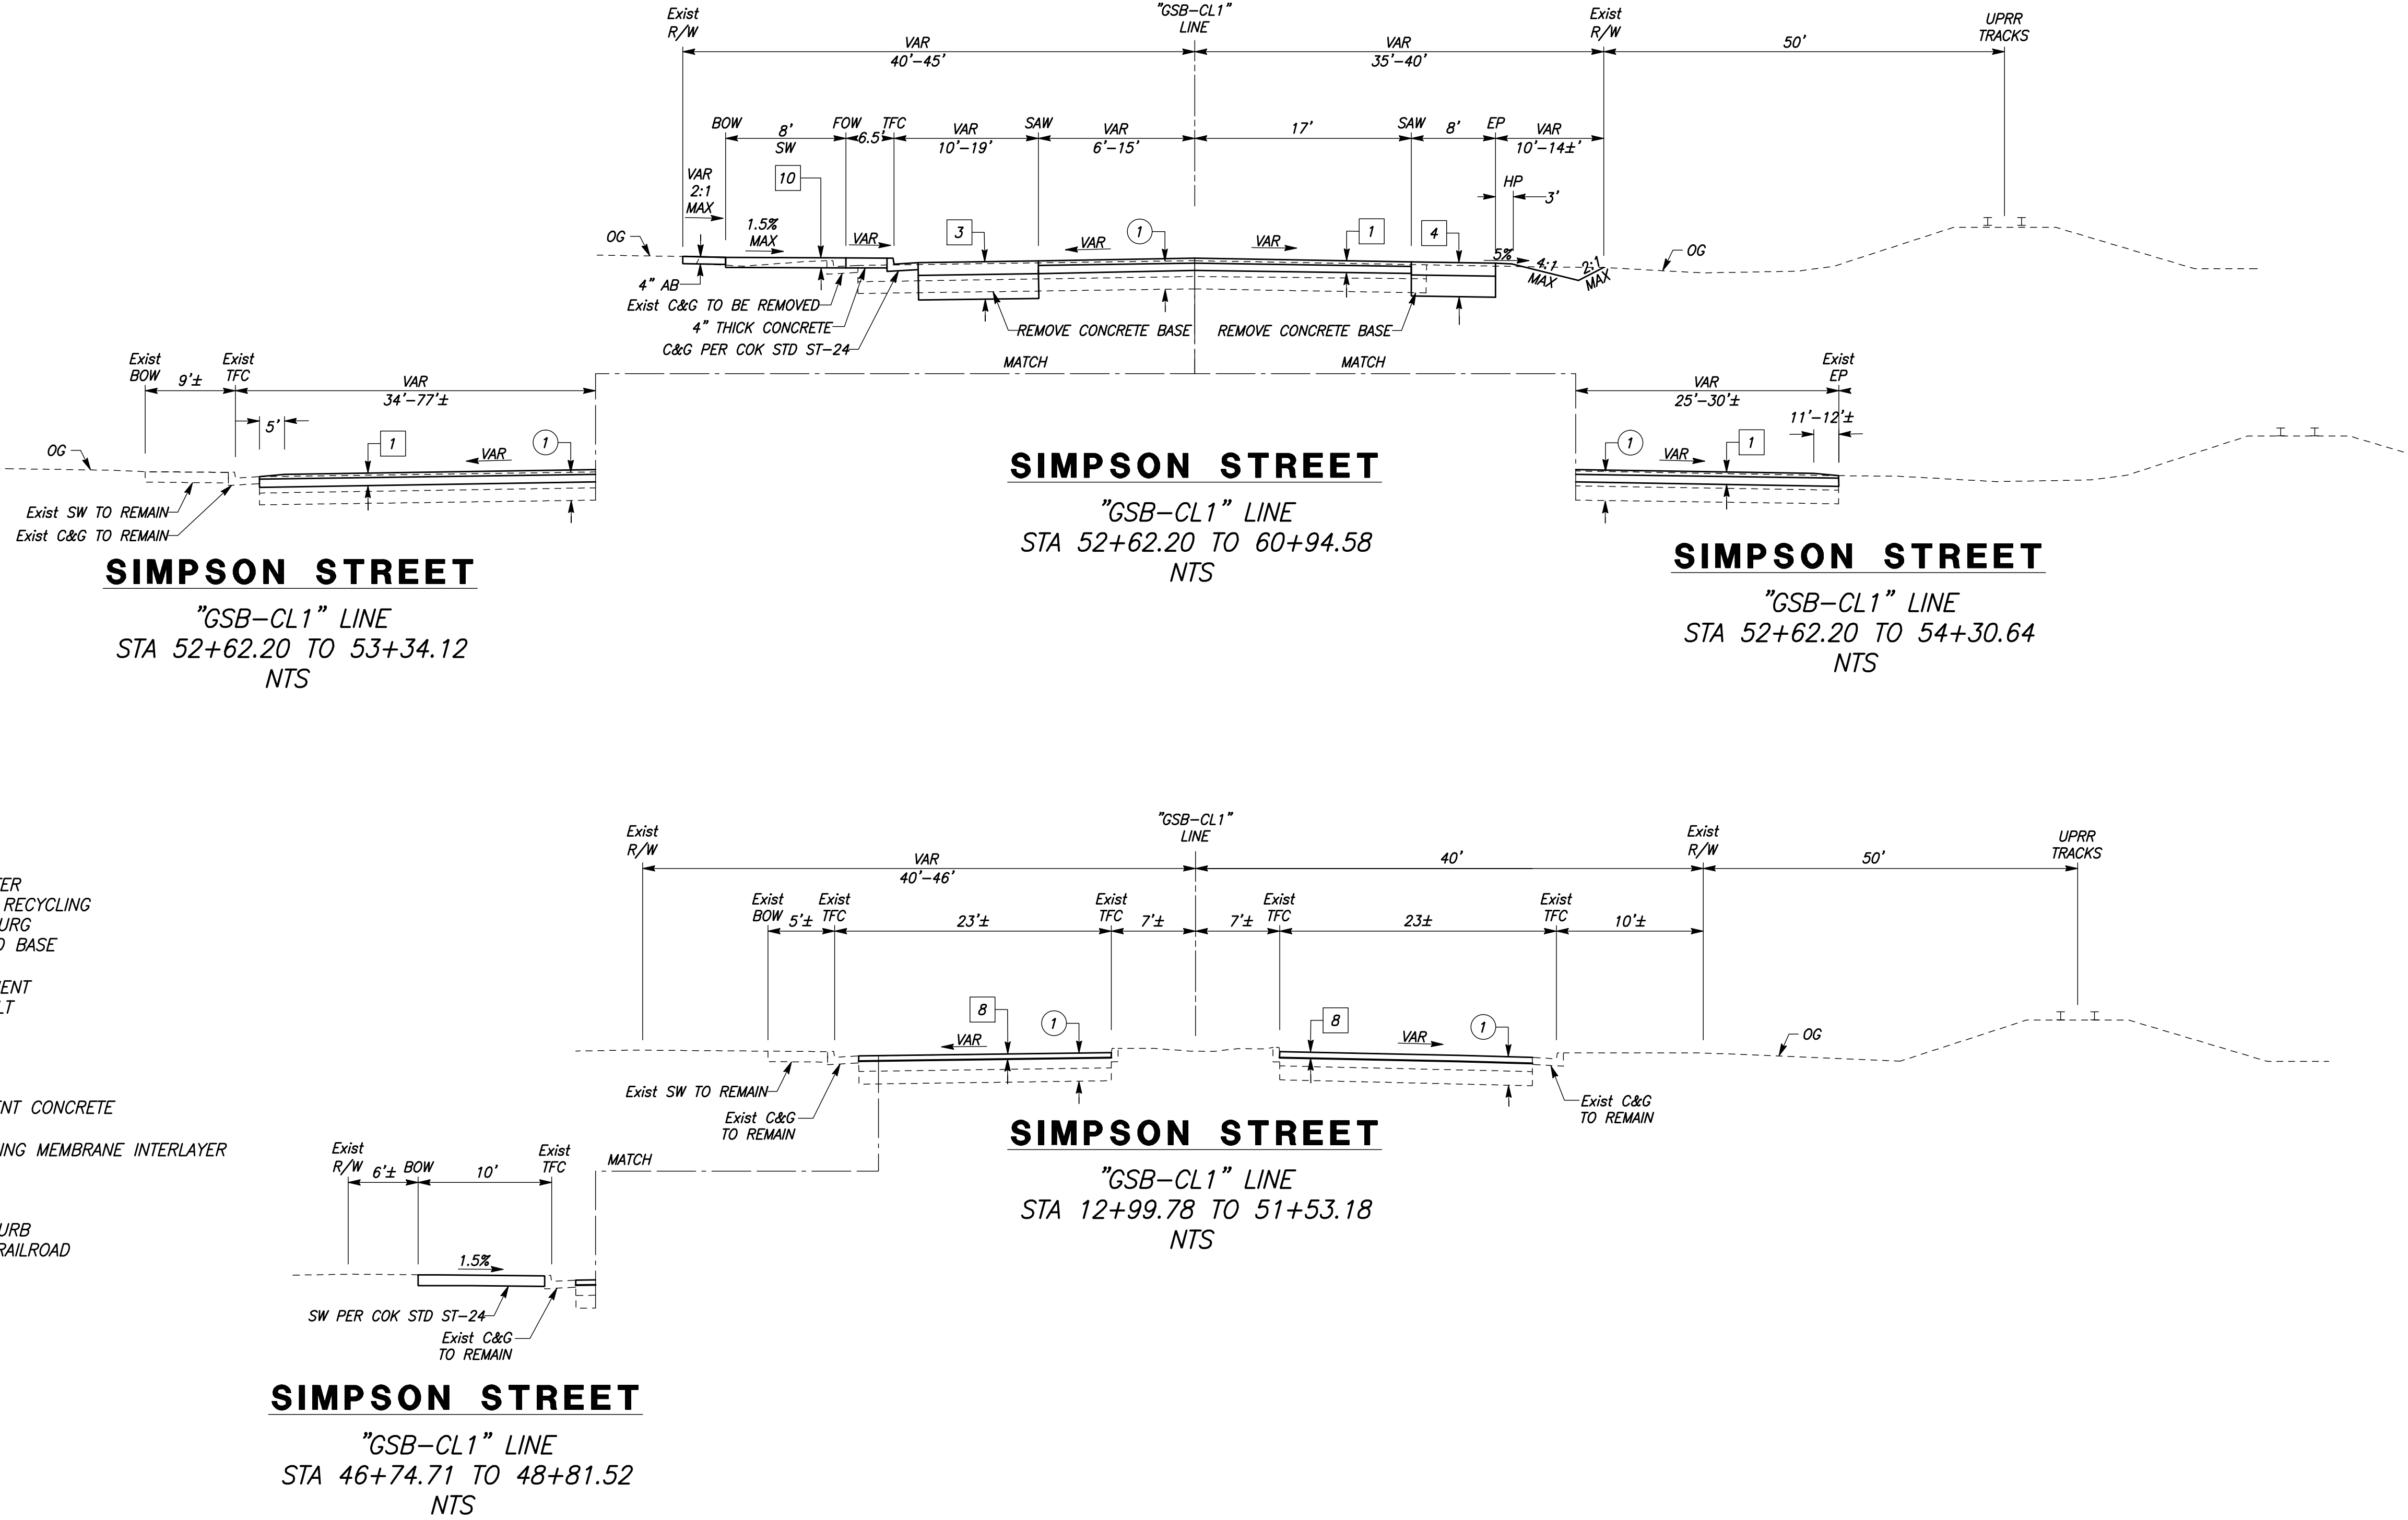 Exist
R/W
"GSB-CL1"
LINE
Exist
R/W
UPRR
TRACKS
VAR
40'-45'
VAR
35'-40'
50'
BOW
8'
SW
FOW
6.5'
TFC
VAR
10'-19'
SAW
VAR
6'-15'
17'
SAW
8'
EP
VAR
10'-14±'
VAR
2:1
MAX
10
HP
3'
OG
1.5%
MAX
VAR
3
VAR
1
VAR
1
4
5%
4:1
MAX
2:1
MAX
OG
4" AB
Exist C&G TO BE REMOVED
4" THICK CONCRETE
C&G PER COK STD ST-24
REMOVE CONCRETE BASE
REMOVE CONCRETE BASE
MATCH
MATCH
Exist
BOW
9'±
Exist
TFC
VAR
34'-77'±
5'
OG
1
VAR
1
Exist SW TO REMAIN
Exist C&G TO REMAIN
SIMPSON STREET
"GSB-CL1" LINE
STA 52+62.20 TO 53+34.12
NTS
SIMPSON STREET
"GSB-CL1" LINE
STA 52+62.20 TO 60+94.58
NTS
VAR
25'-30'±
Exist
EP
11'-12'±
1
VAR
1
SIMPSON STREET
"GSB-CL1" LINE
STA 52+62.20 TO 54+30.64
NTS
TER
RECYCLING
URG
O BASE
ENT
LT
ENT CONCRETE
ING MEMBRANE INTERLAYER
URB
RAILROAD
Exist
R/W
"GSB-CL1"
LINE
Exist
R/W
UPRR
TRACKS
VAR
40'-46'
40'
50'
Exist
BOW
5'±
Exist
TFC
23'±
Exist
TFC
7'±
7'±
Exist
TFC
23±
Exist
TFC
10'±
8
VAR
1
8
VAR
1
OG
Exist SW TO REMAIN
Exist C&G
TO REMAIN
Exist C&G
TO REMAIN
SIMPSON STREET
"GSB-CL1" LINE
STA 12+99.78 TO 51+53.18
NTS
MATCH
Exist
R/W
6'±
BOW
10'
Exist
TFC
1.5%
SW PER COK STD ST-24
Exist C&G
TO REMAIN
SIMPSON STREET
"GSB-CL1" LINE
STA 46+74.71 TO 48+81.52
NTS